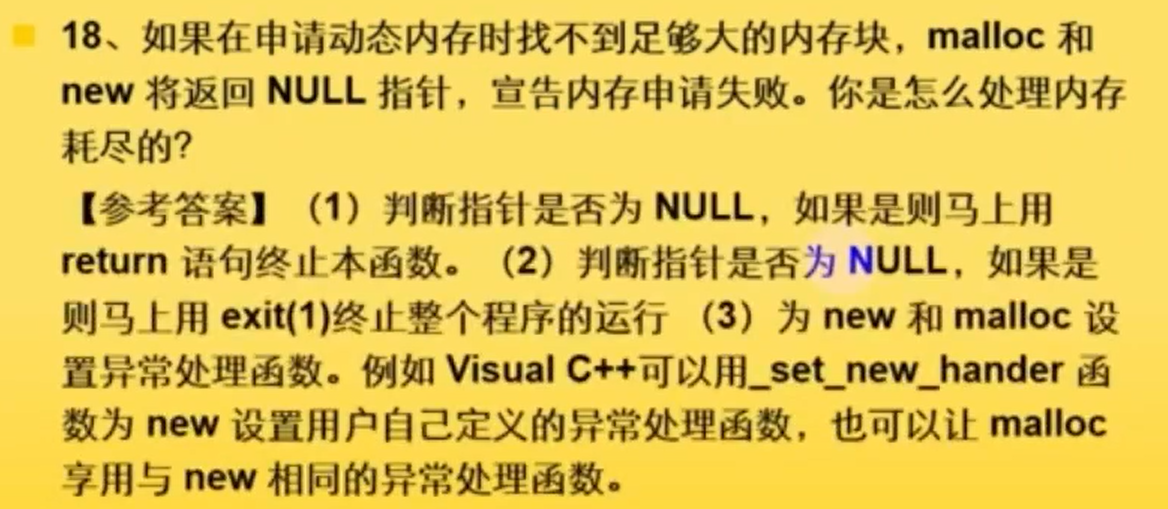 18、如果在申请动态内存时找不到足够大的内存块，malloc 和
new 将返回 NULL 指针，宣告内存申请失败。你是怎么处理内存
耗尽的？
【参考答案】（1）判断指针是否为 NULL，如果是则马上用
return 语句终止本函数。（2）判断指针是否为 NULL，如果是
则马上用 exit(1)终止整个程序的运行 （3）为 new 和 malloc 设
置异常处理函数。例如 Visual C++可以用_set_new_hander 函
数为 new 设置用户自己定义的异常处理函数，也可以让 malloc
享用与 new 相同的异常处理函数。